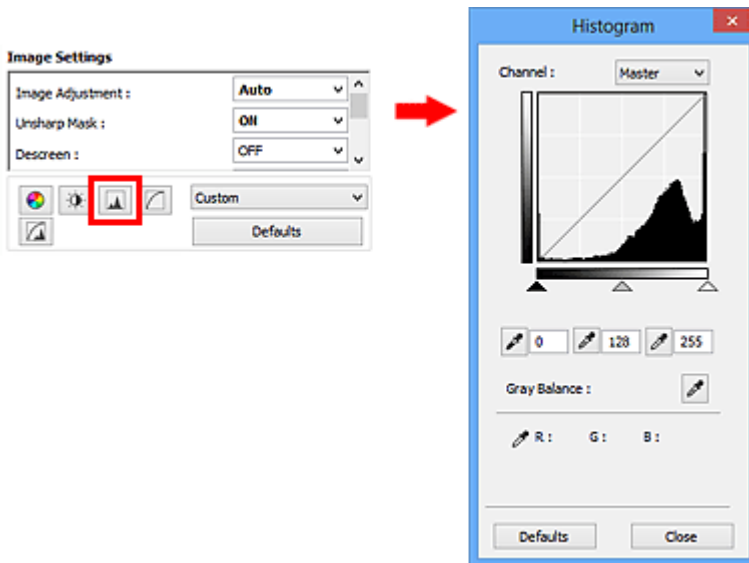 Image Settings
Image Adjustment : Auto
Unsharp Mask : ON
Descreen : OFF
Custom
Defaults
Histogram
Channel : Master
0 128 255
Gray Balance :
R : G : B :
Defaults Close